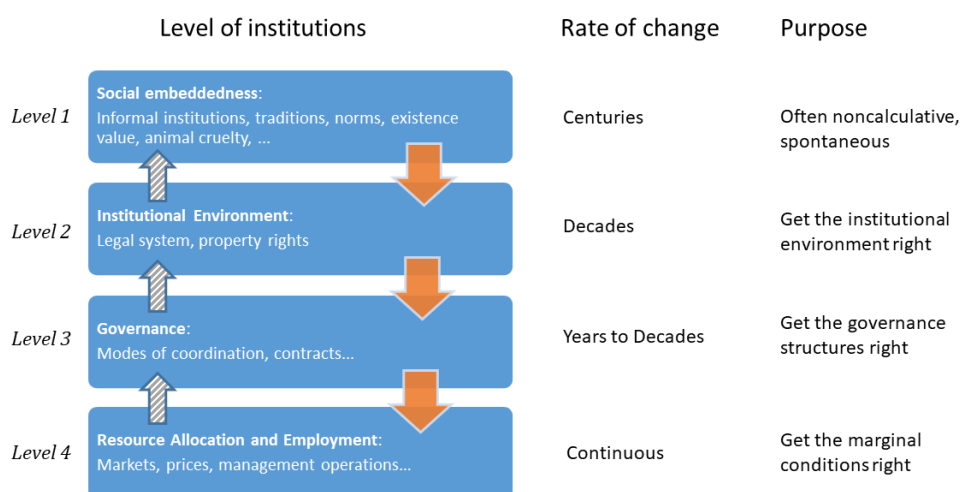 Level of institutions
Rate of change
Purpose
Level 1
Social embeddedness:
Informal institutions, traditions, norms, existence
value, animal cruelty, ...
Centuries
Often noncalculative,
spontaneous
Level 2
Institutional Environment:
Legal system, property rights
Decades
Get the institutional
environment right
Level 3
Governance:
Modes of coordination, contracts...
Years to Decades
Get the governance
structures right
Level 4
Resource Allocation and Employment:
Markets, prices, management operations...
Continuous
Get the marginal
conditions right